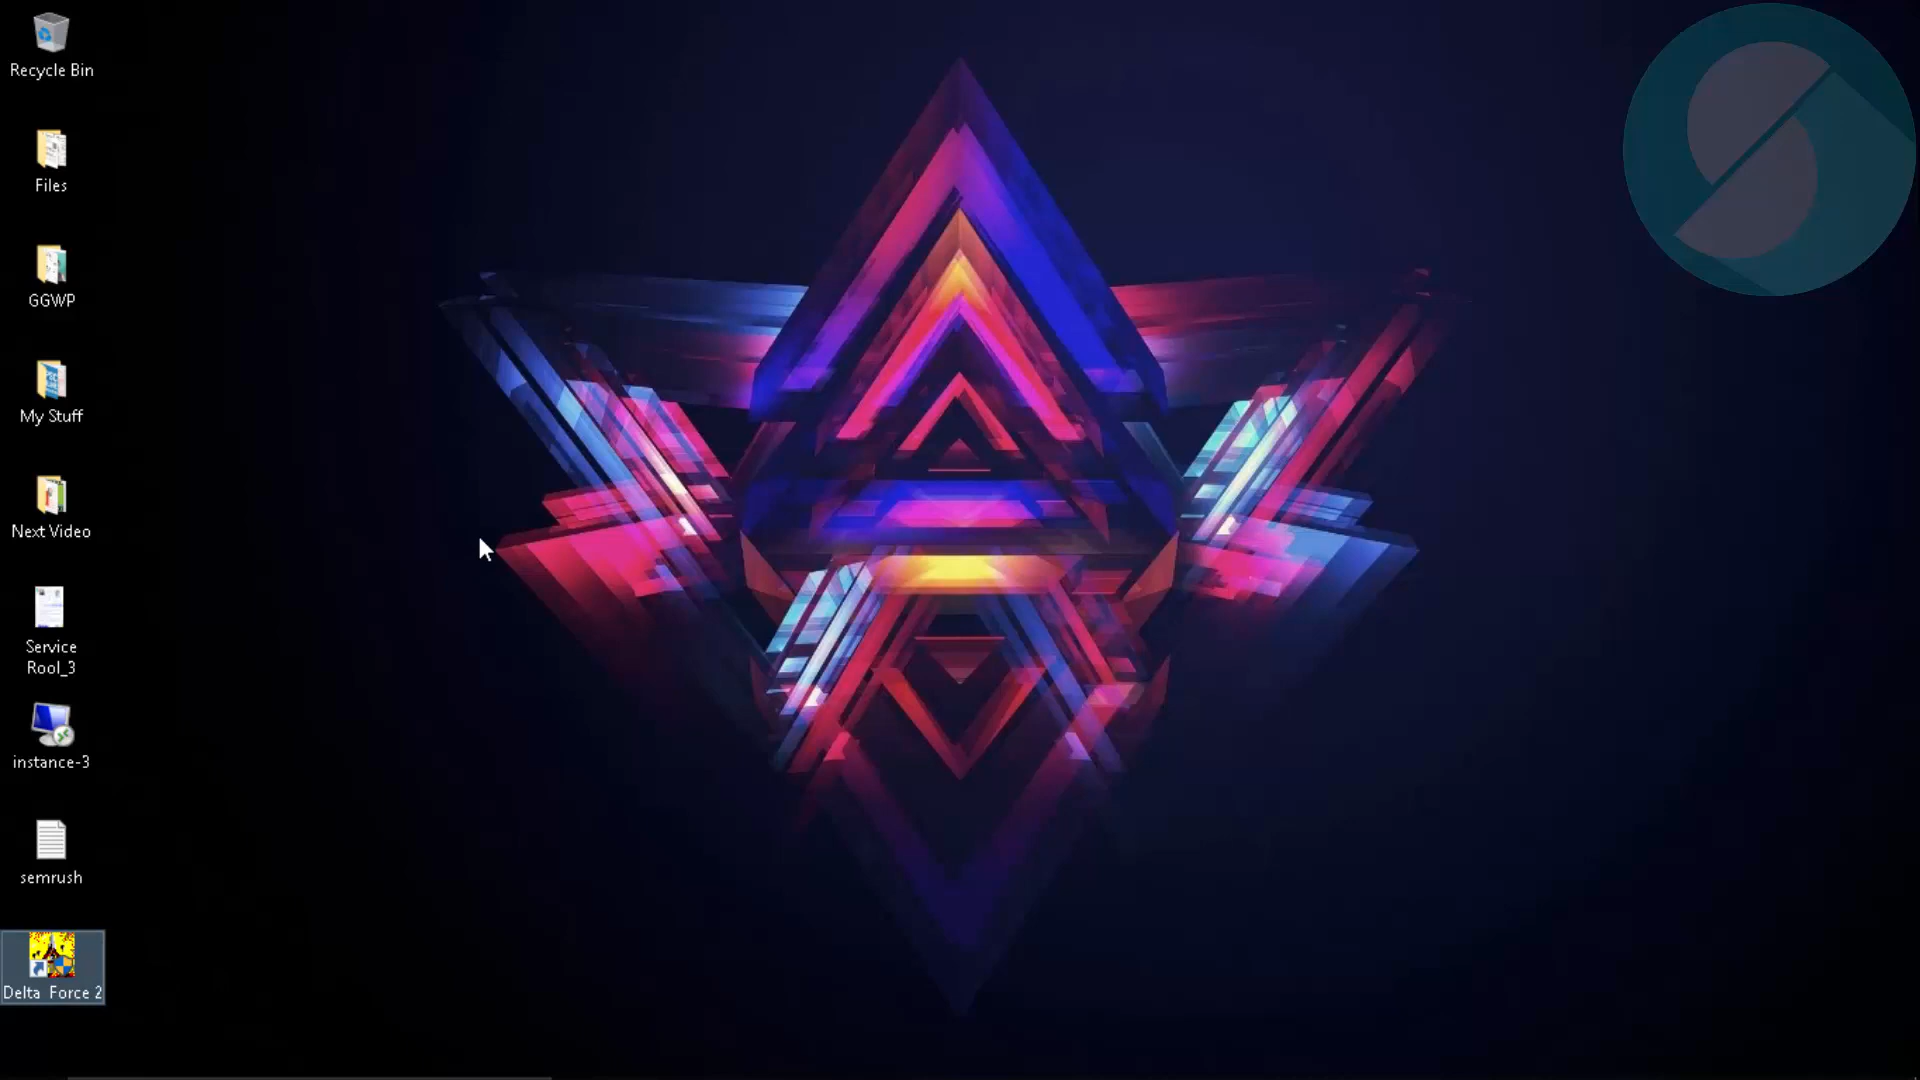 Recycle Bin
Files
GGWP
My Stuff
Next Video
Service
Rool_3
instance-3
semrush
Delta Force 2